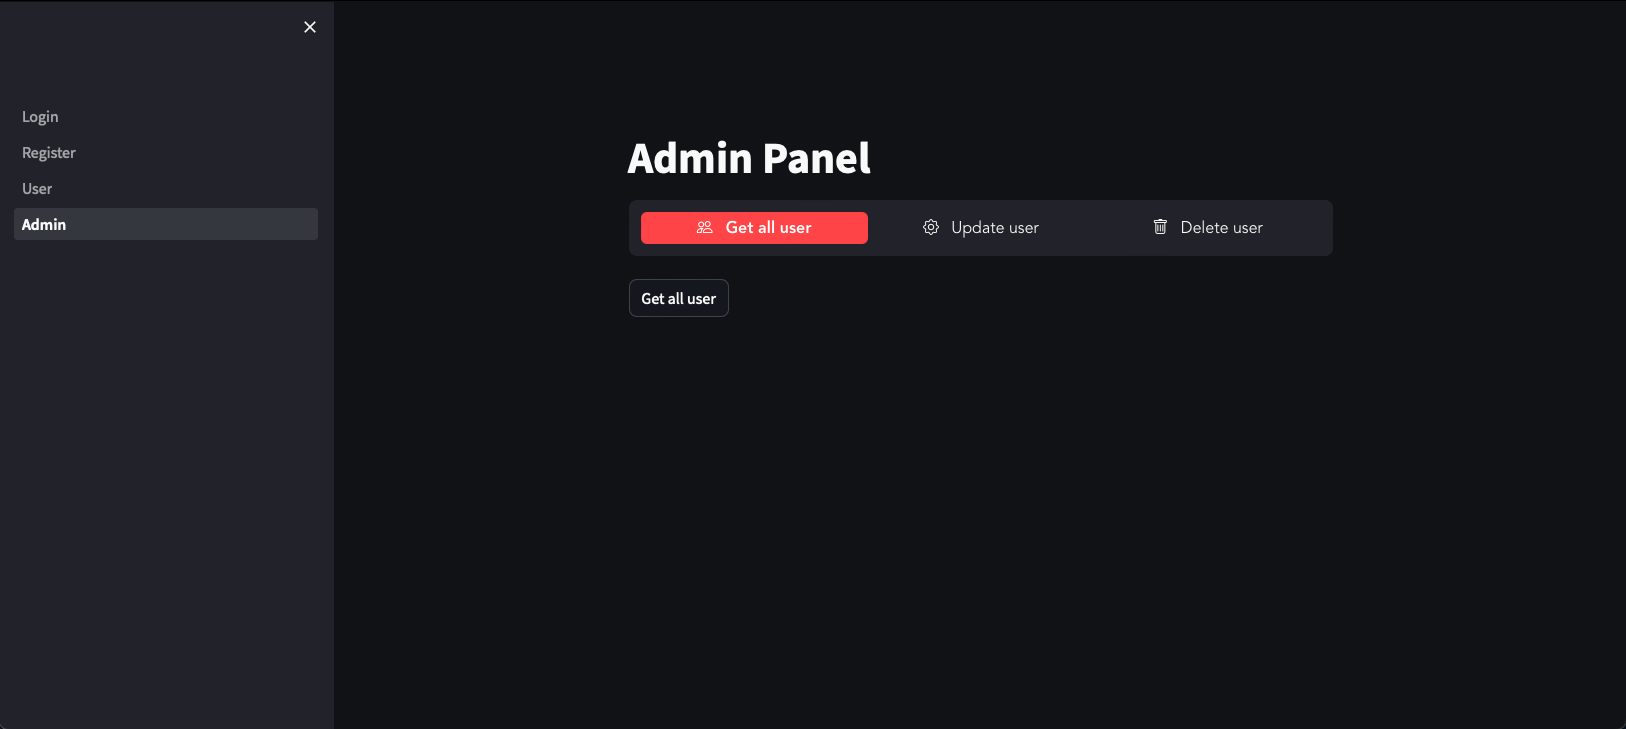 Login
Register
User
Admin
Admin Panel
Get all user
Update user
Delete user
Get all user